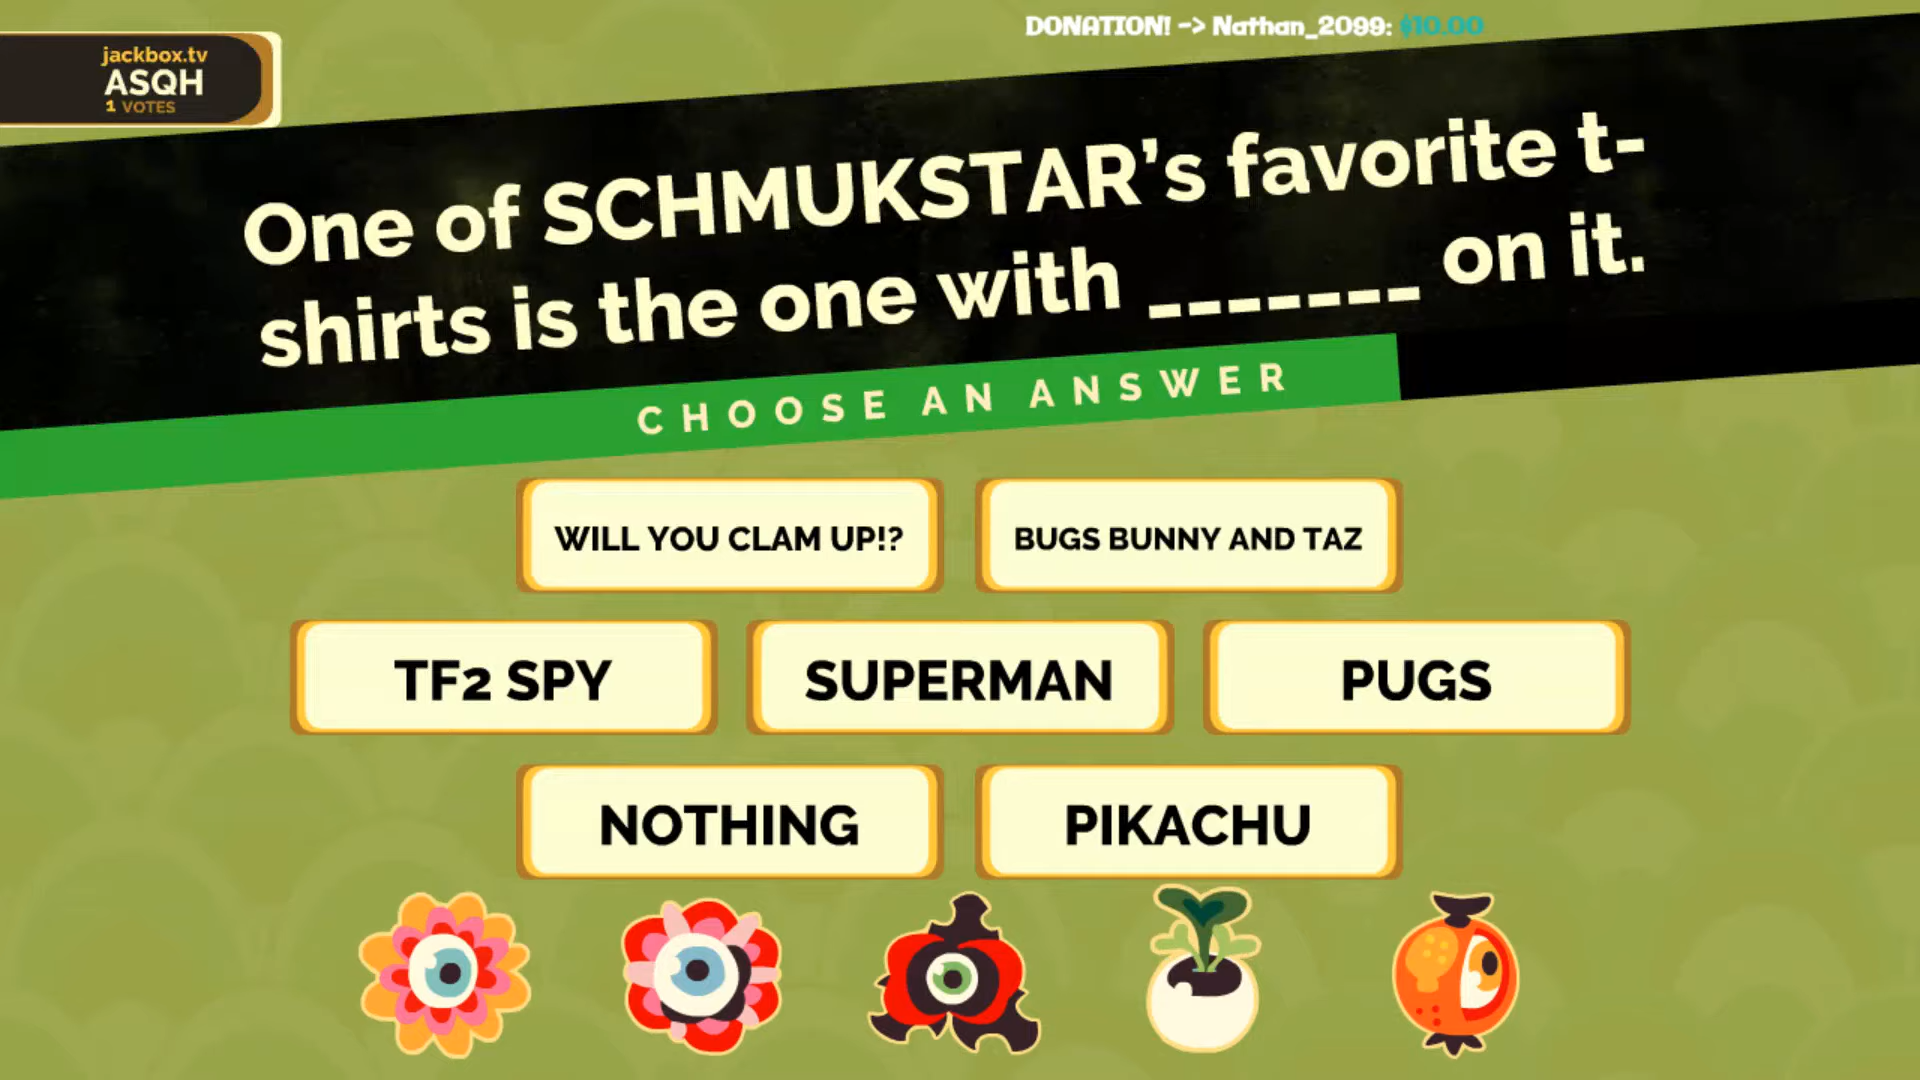 DONATION! -> Nathan_2099: $10.00
jackbox.tv
ASQH
1 VOTES
One of SCHMUKSTAR’s favorite t-
shirts is the one with _______ on it.
CHOOSE AN ANSWER
WILL YOU CLAM UP!?
BUGS BUNNY AND TAZ
TF2 SPY
SUPERMAN
PUGS
NOTHING
PIKACHU